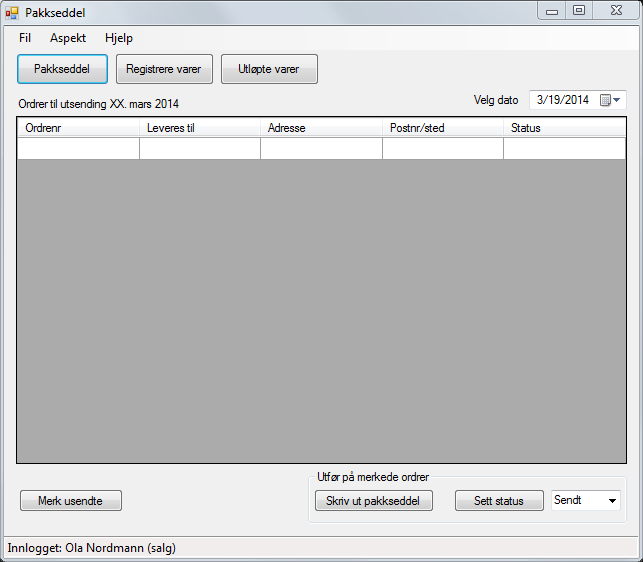 Pakkseddel
Fil Aspekt Hjelp
Pakkseddel Registrere varer Utløpte varer
Ordrer til utsending XX. mars 2014 Velg dato 3/19/2014
Ordrenr Leveres til Adresse Postnr/sted Status
Utfør på merkede ordrer
Merk usendte Skriv ut pakkseddel Sett status Sendt
Innlogget: Ola Nordmann (salg)